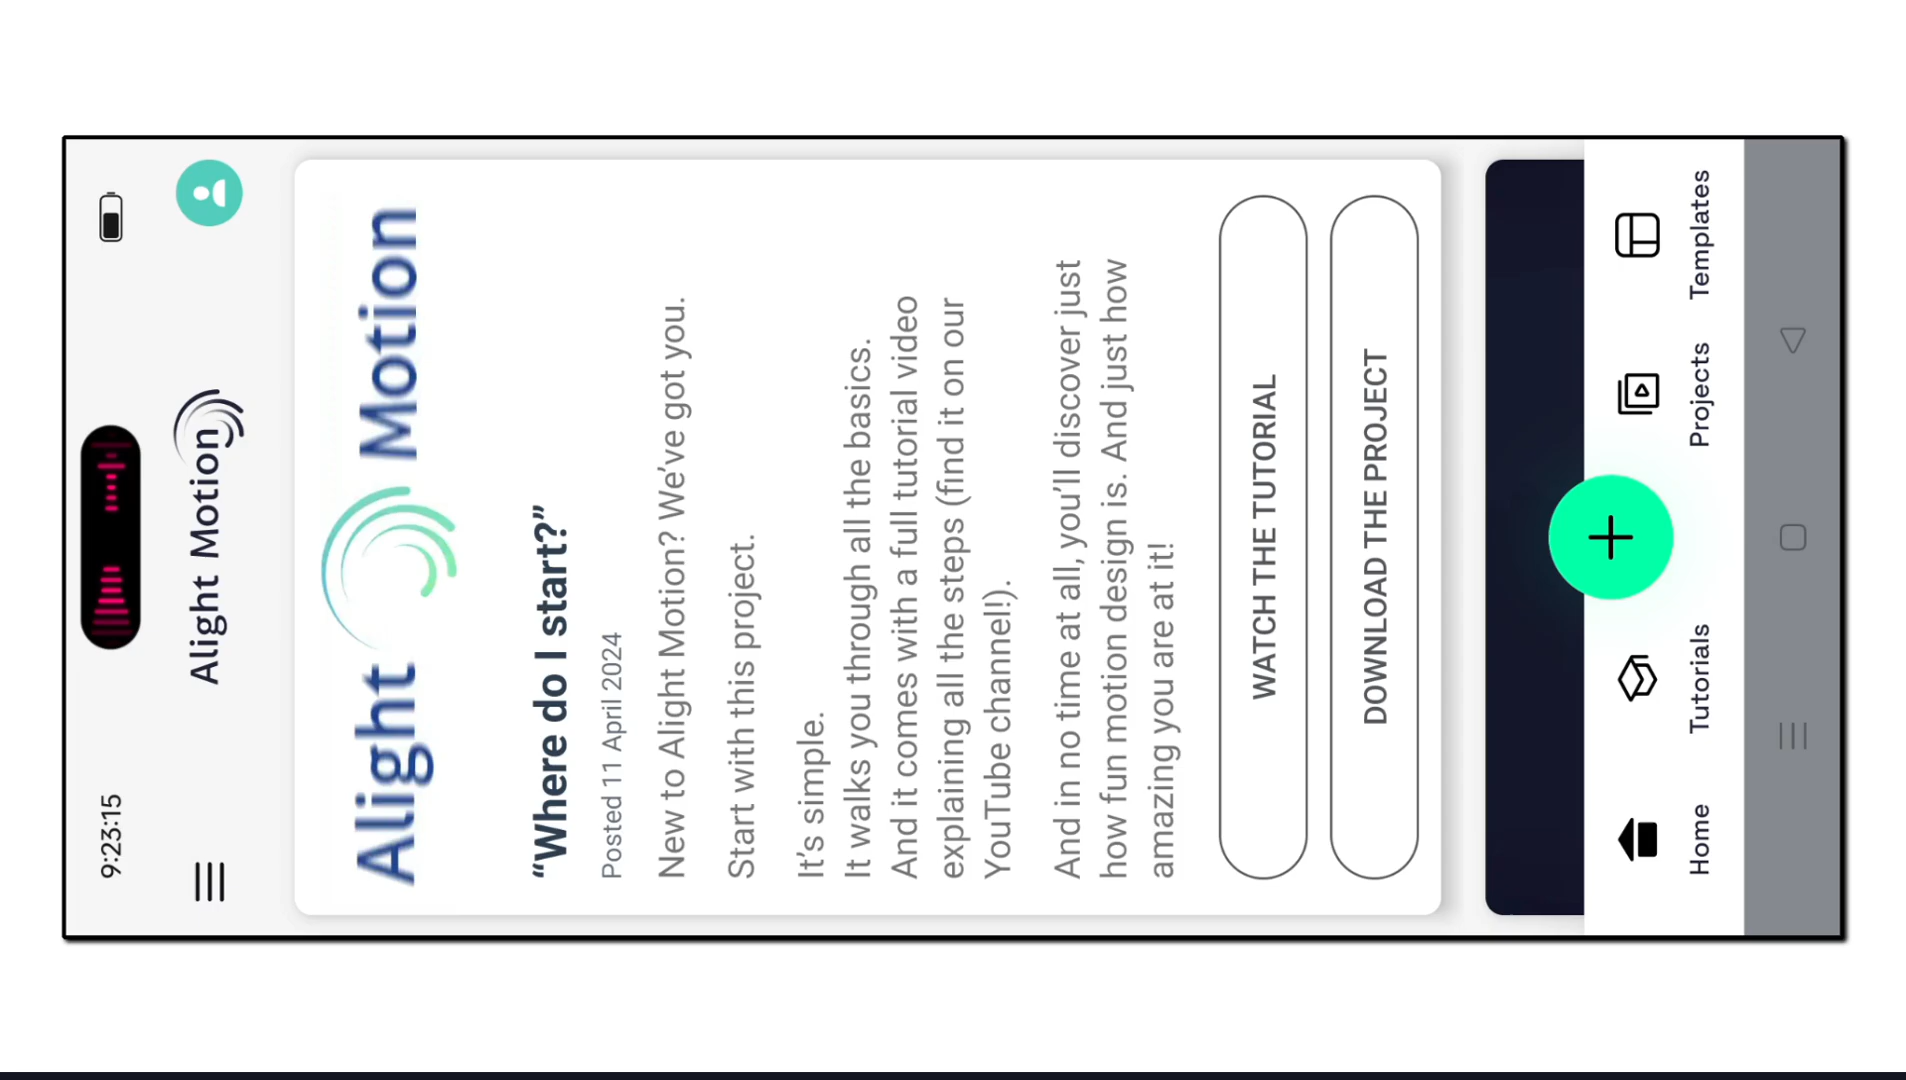 9:23:15
Alight Motion
Alight Motion
“Where do I start?”
Posted 11 April 2024
New to Alight Motion? We’ve got you.
Start with this project.
It’s simple.
It walks you through all the basics.
And it comes with a full tutorial video
explaining all the steps (find it on our
YouTube channel!).
And in no time at all, you’ll discover just
how fun motion design is. And just how
amazing you are at it!
WATCH THE TUTORIAL
DOWNLOAD THE PROJECT
Home
Tutorials
Projects
Templates